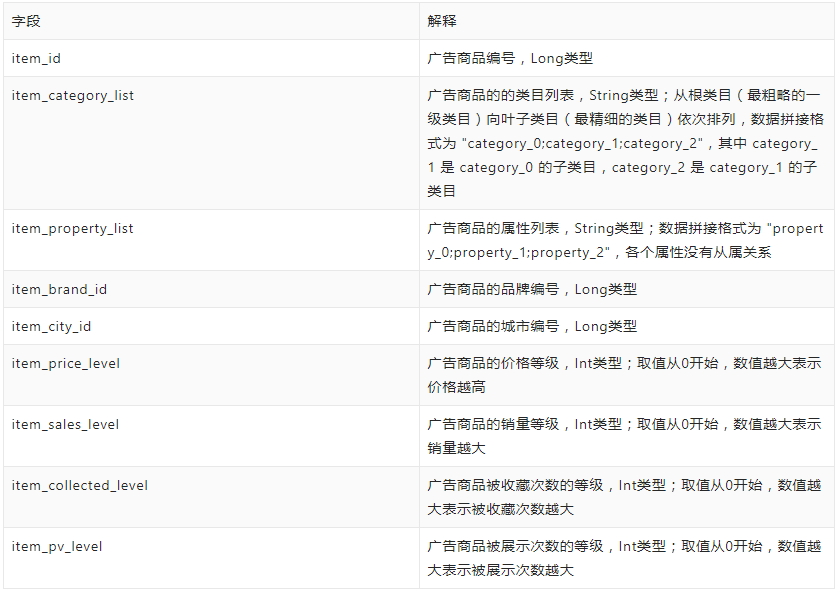 字段
解释
item_id
广告商品编号，Long类型
item_category_list
广告商品的的类目列表，String类型；从根类目（最粗略的一
级类目）向叶子类目（最精细的类目）依次排列，数据拼接格
式为 "category_0;category_1;category_2"，其中 category_
1 是 category_0 的子类目，category_2 是 category_1 的子
类目
item_property_list
广告商品的属性列表，String类型；数据拼接格式为 "propert
y_0;property_1;property_2"，各个属性没有从属关系
item_brand_id
广告商品的品牌编号，Long类型
item_city_id
广告商品的城市编号，Long类型
item_price_level
广告商品的价格等级，Int类型；取值从0开始，数值越大表示
价格越高
item_sales_level
广告商品的销量等级，Int类型；取值从0开始，数值越大表示
销量越大
item_collected_level
广告商品被收藏次数的等级，Int类型；取值从0开始，数值越
大表示被收藏次数越大
item_pv_level
广告商品被展示次数的等级，Int类型；取值从0开始，数值越
大表示被展示次数越大